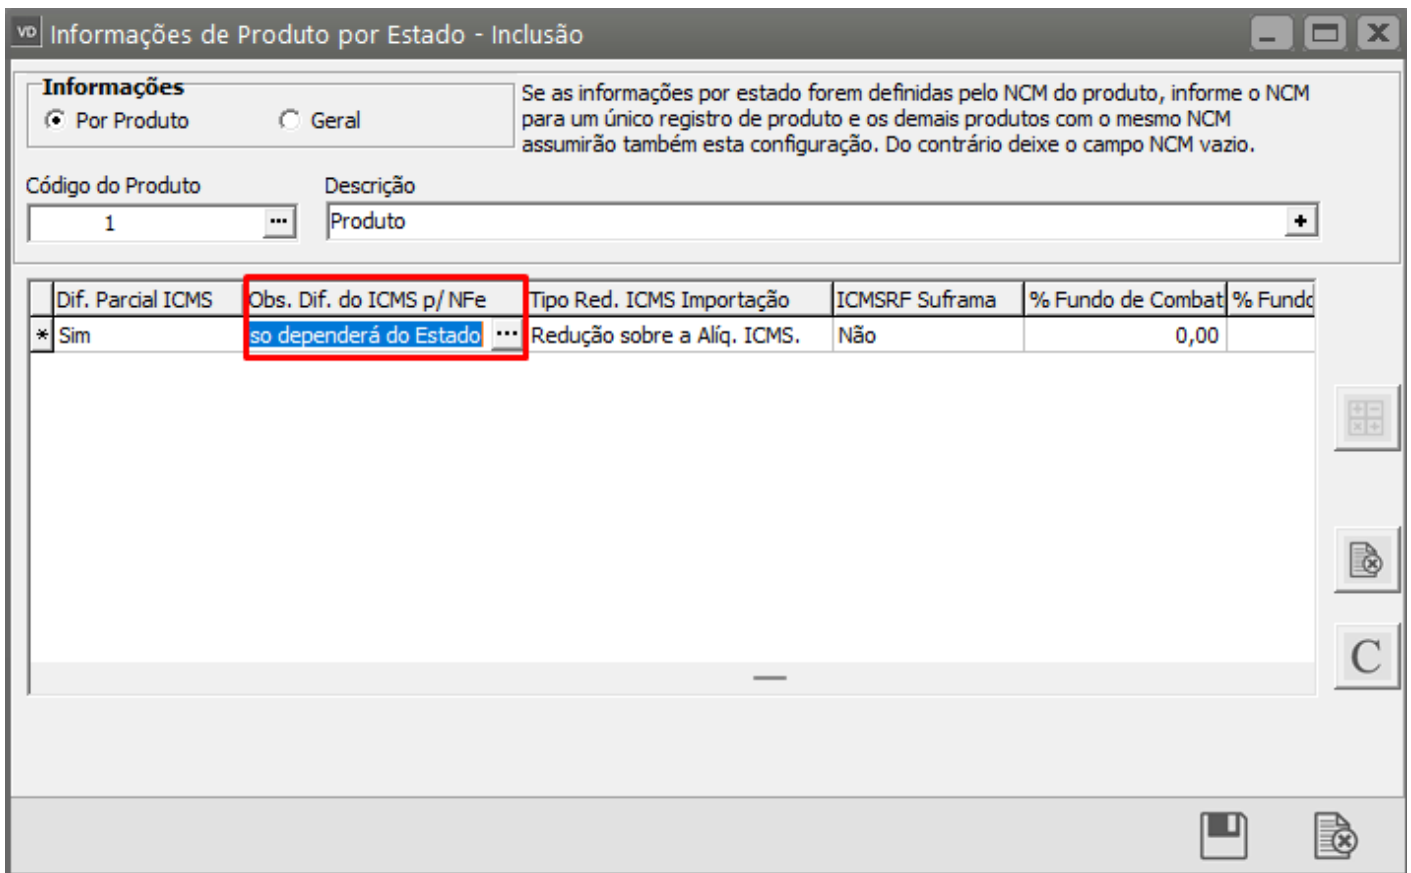 VD Informações de Produto por Estado - Inclusão
Informações
Por Produto
Geral
Se as informações por estado forem definidas pelo NCM do produto, informe o NCM
para um único registro de produto e os demais produtos com o mesmo NCM
assumirão também esta configuração. Do contrário deixe o campo NCM vazio.
Código do Produto
Descrição
1 ...
Produto +
Dif. Parcial ICMS
Obs. Dif. do ICMS p/ NFe
Tipo Red. ICMS Importação
ICMSRF Suframa
% Fundo de Combat
% Fundo
*
Sim
so dependerá do Estado ...
Redução sobre a Alíq. ICMS.
Não
0,00
C